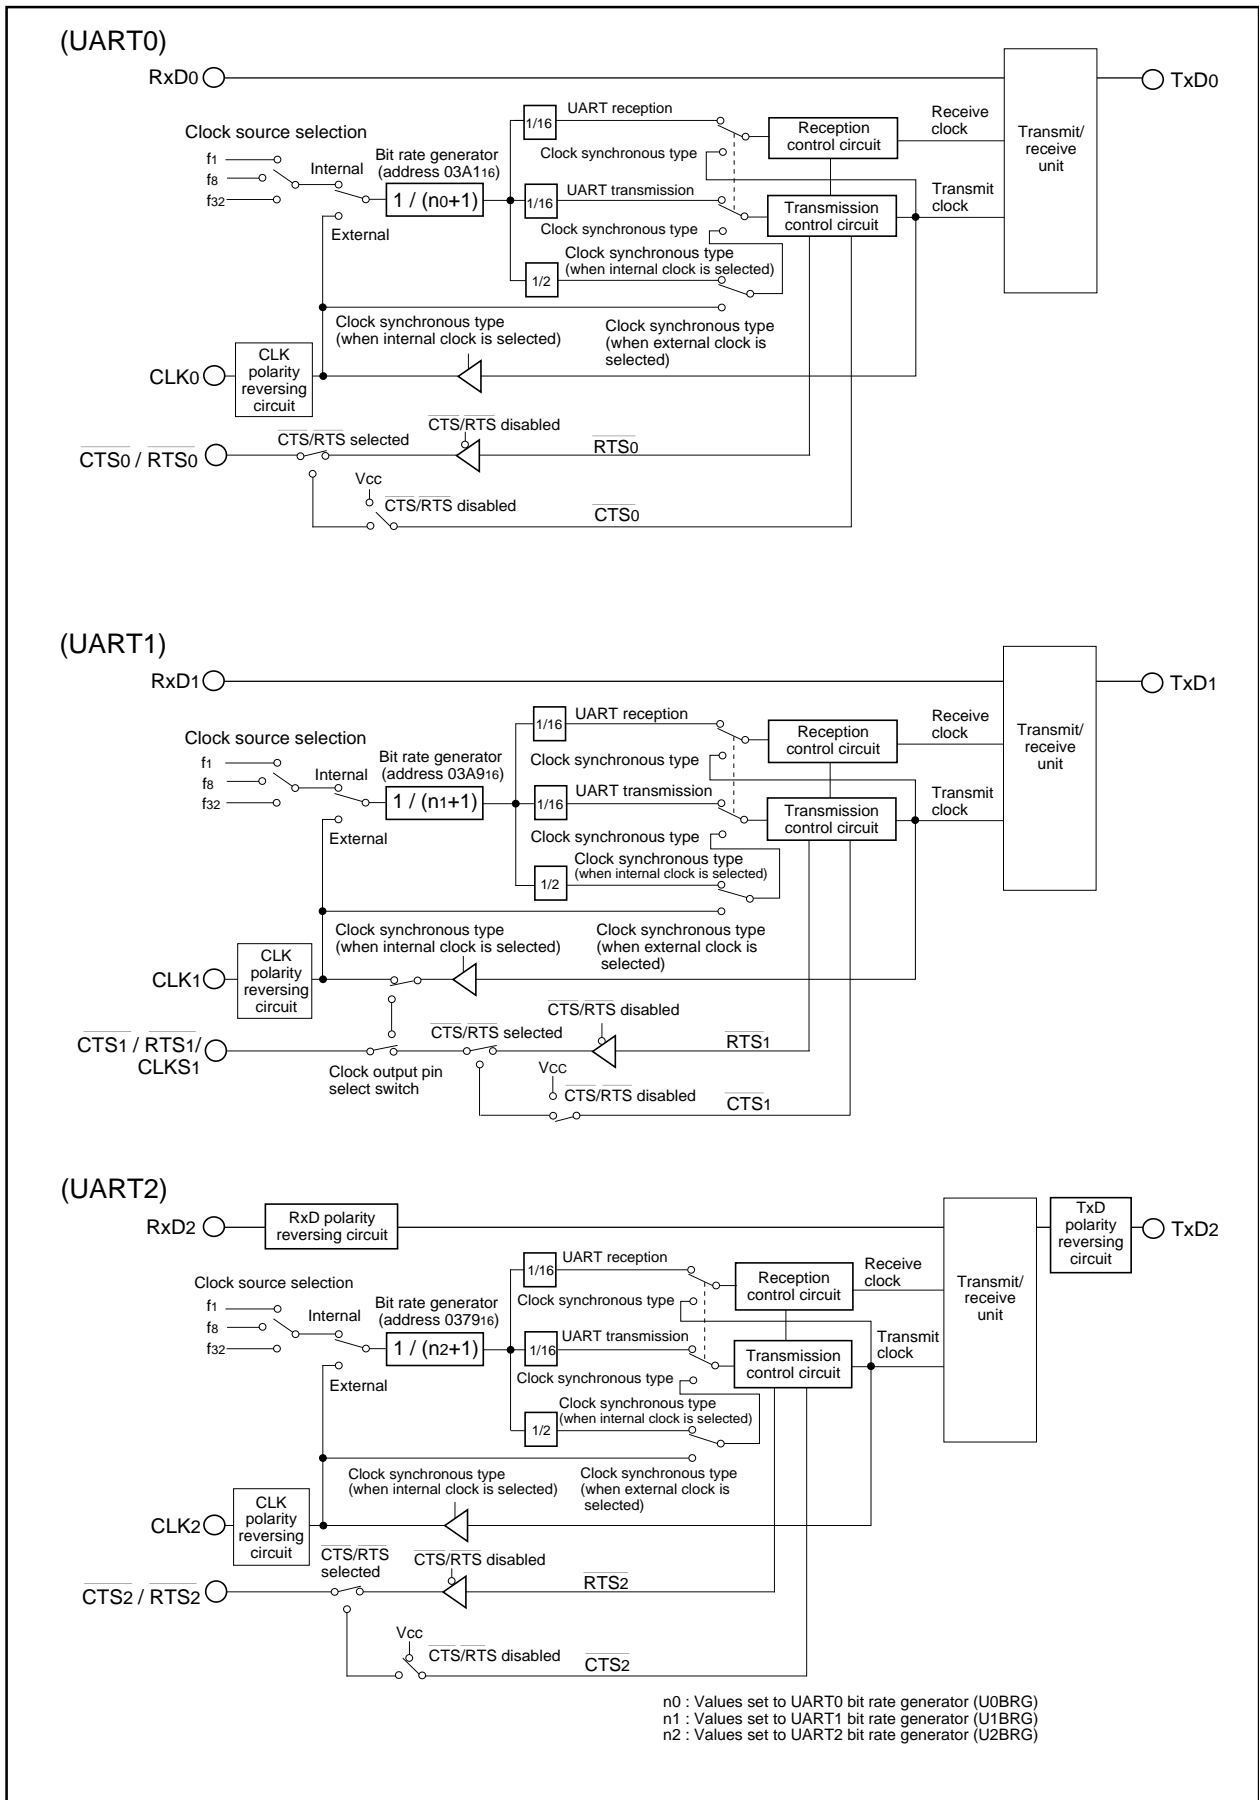 (UART0)
RxD0
TxD0
UART reception
1/16
Receive
clock
Reception
control circuit
Transmit/
receive
unit
Clock source selection
Bit rate generator
(address 03A116)
Clock synchronous type
f1
f8
f32
Internal
1 / (n0+1)
1/16
UART transmission
Transmit
clock
Transmission
control circuit
External
Clock synchronous type
Clock synchronous type
(when internal clock is selected)
1/2
Clock synchronous type
(when internal clock is selected)
Clock synchronous type
(when external clock is
selected)
CLK0
CLK
polarity
reversing
circuit
CTS/RTS disabled
CTS/RTS selected
CTS0 / RTS0
RTS0
Vcc
CTS/RTS disabled
CTS0
(UART1)
RxD1
TxD1
UART reception
1/16
Receive
clock
Reception
control circuit
Transmit/
receive
unit
Clock source selection
Bit rate generator
(address 03A916)
Clock synchronous type
f1
f8
f32
Internal
1 / (n1+1)
1/16
UART transmission
Transmit
clock
Transmission
control circuit
External
Clock synchronous type
Clock synchronous type
(when internal clock is selected)
1/2
Clock synchronous type
(when internal clock is selected)
Clock synchronous type
(when external clock is
selected)
CLK1
CLK
polarity
reversing
circuit
CTS/RTS disabled
CTS/RTS selected
CTS1 / RTS1/
CLKS1
RTS1
Clock output pin
select switch
VCC
CTS/RTS disabled
CTS1
(UART2)
RxD2
RxD polarity
reversing circuit
TxD
polarity
reversing
circuit
TxD2
UART reception
1/16
Receive
clock
Reception
control circuit
Transmit/
receive
unit
Clock source selection
Bit rate generator
(address 037916)
Clock synchronous type
f1
f8
f32
Internal
1 / (n2+1)
1/16
UART transmission
Transmit
clock
Transmission
control circuit
External
Clock synchronous type
Clock synchronous type
(when internal clock is selected)
1/2
Clock synchronous type
(when internal clock is selected)
Clock synchronous type
(when external clock is
selected)
CLK2
CLK
polarity
reversing
circuit
CTS/RTS
selected
CTS/RTS disabled
CTS2 / RTS2
RTS2
Vcc
CTS/RTS disabled
CTS2
n0 : Values set to UART0 bit rate generator (U0BRG)
n1 : Values set to UART1 bit rate generator (U1BRG)
n2 : Values set to UART2 bit rate generator (U2BRG)